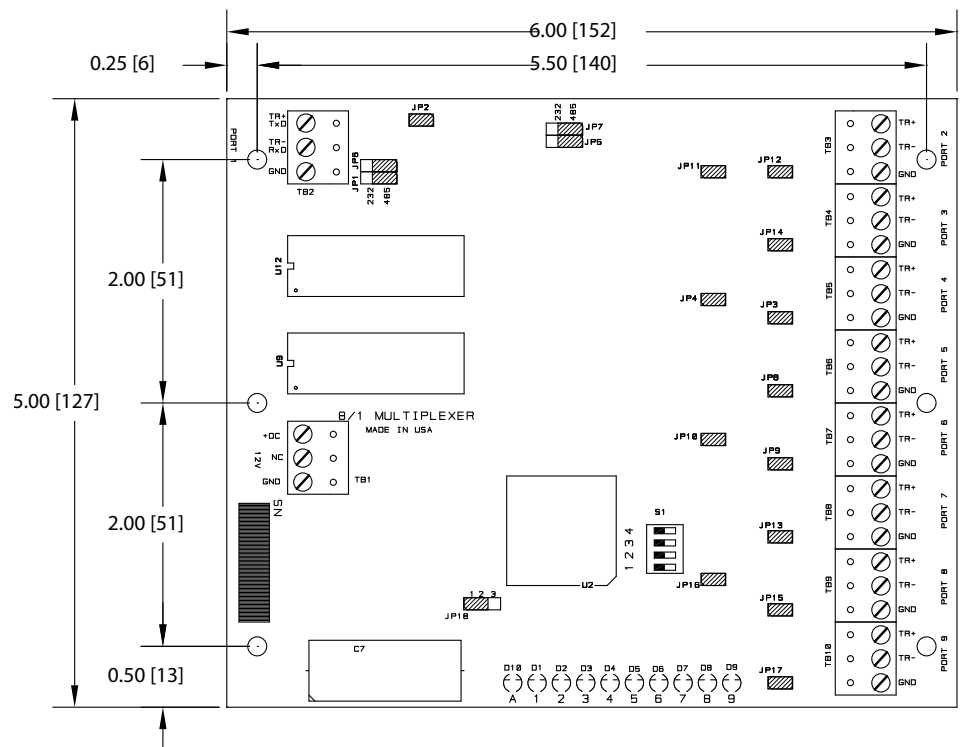 6.00 [152]
0.25 [6]
5.50 [140]
PORT 1
TR+
TxD
TR-
RxD
GND
TB2
JP2
JP6
JP1
232
485
232
485
JP7
JP5
JP11
JP12
TB3
TR+
TR-
GND
PORT 2
TB4
TR+
TR-
GND
PORT 3
JP14
U12
2.00 [51]
JP4
JP3
TB5
TR+
TR-
GND
PORT 4
U9
TB6
TR+
TR-
GND
PORT 5
JP8
5.00 [127]
8/1 MULTIPLEXER
MADE IN USA
+DC
NC
GND
12V
TB1
JP10
JP9
TB7
TR+
TR-
GND
PORT 6
SN
2.00 [51]
S1
1 2 3 4
U2
JP13
TB8
TR+
TR-
GND
PORT 7
JP16
JP15
TB9
TR+
TR-
GND
PORT 8
1 2 3
JP18
C7
0.50 [13]
D10 D1 D2 D3 D4 D5 D6 D7 D8 D9
A 1 2 3 4 5 6 7 8 9
JP17
TB10
TR+
TR-
GND
PORT 9